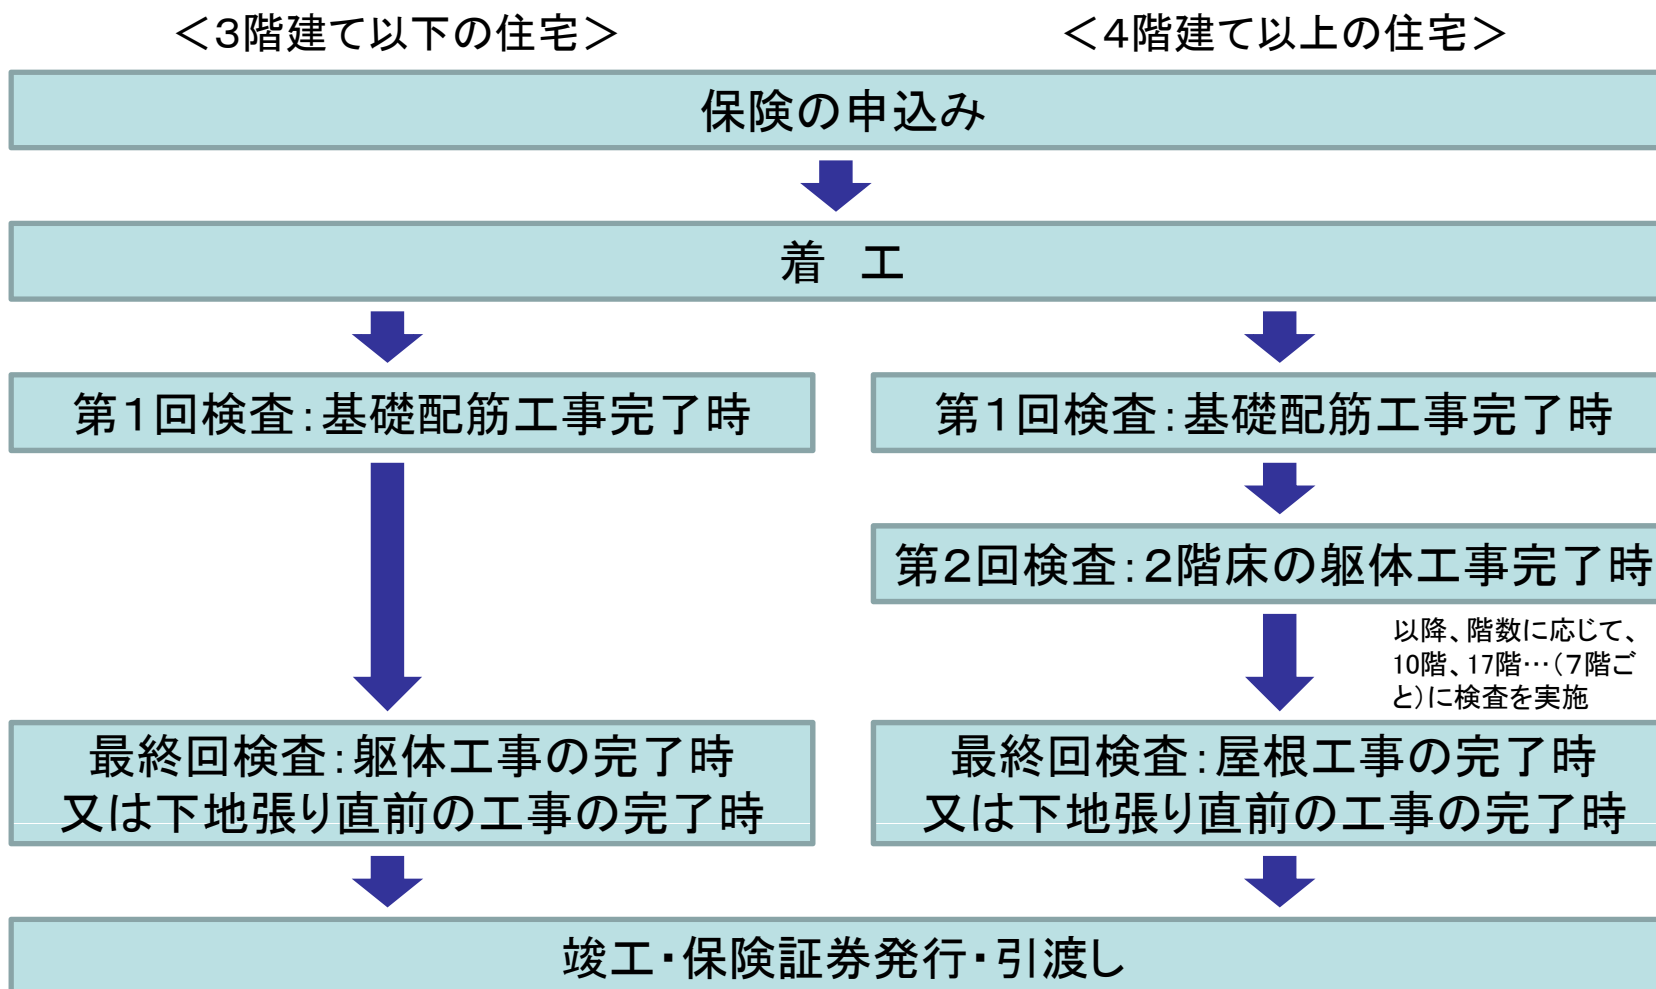 ＜３階建て以下の住宅＞
＜４階建て以上の住宅＞
保険の申込み
着　工
第１回検査：基礎配筋工事完了時
第１回検査：基礎配筋工事完了時
第２回検査：２階床の躯体工事完了時
以降、階数に応じて、
10階、17階…（７階ご
と）に検査を実施
最終回検査：躯体工事の完了時
又は下地張り直前の工事の完了時
最終回検査：屋根工事の完了時
又は下地張り直前の工事の完了時
竣工・保険証券発行・引渡し